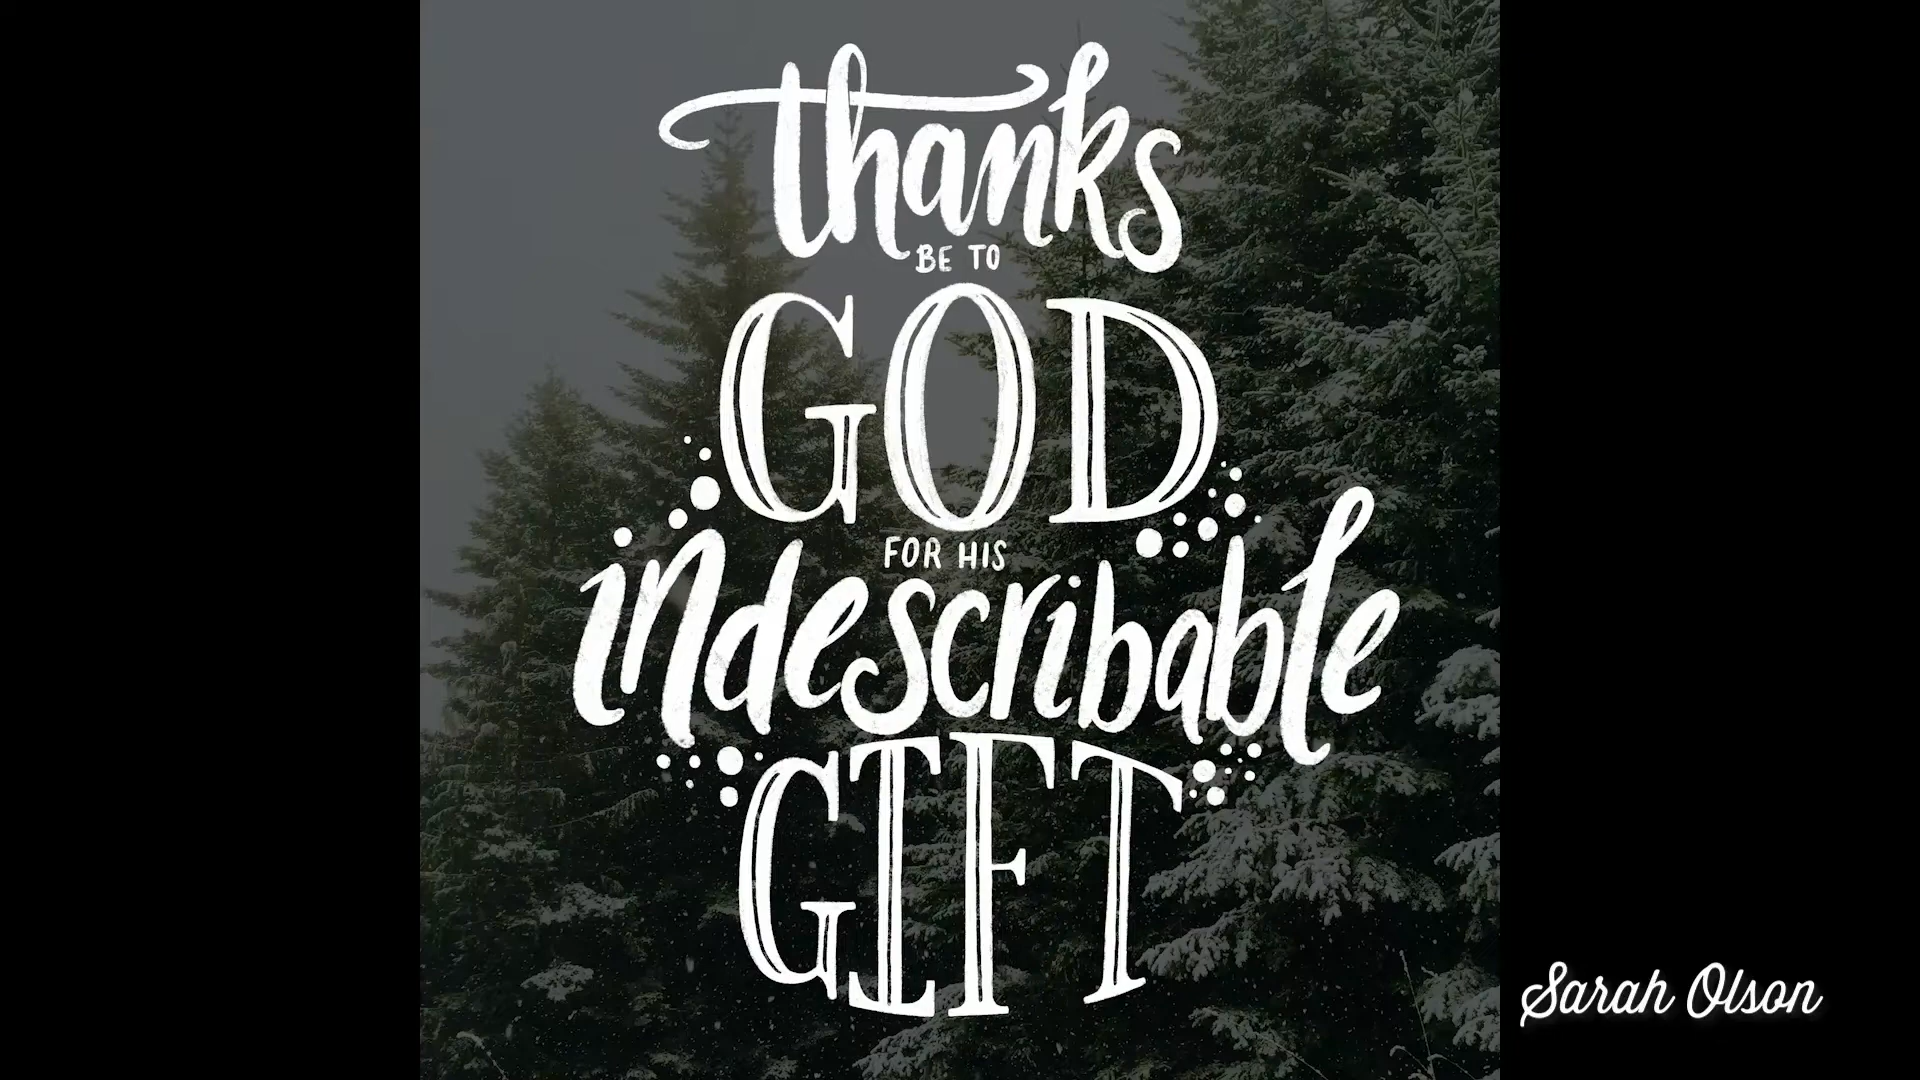 thanks
BE TO
GOD
FOR HIS
indescribable
GIFT
Sarah Olson